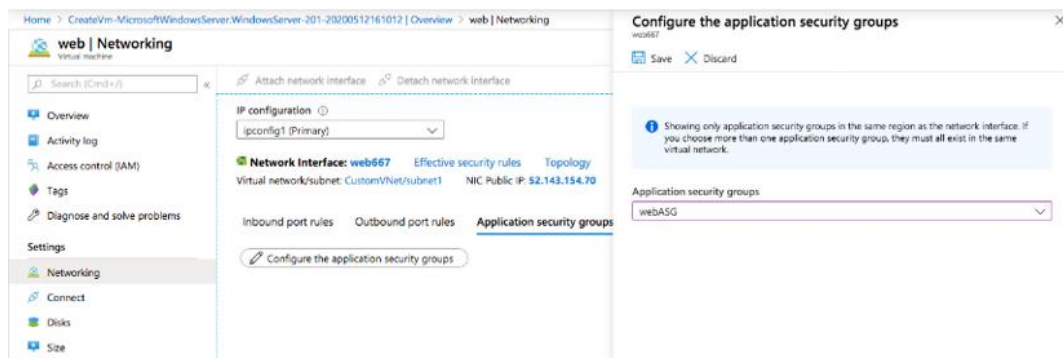 Home > CreateVm-MicrosoftWindowsServer.WindowsServer-201-20200512161012 | Overview > web | Networking
web | Networking
Virtual machine
Search (Cmd+/)
Overview
Activity log
Access control (IAM)
Tags
Diagnose and solve problems
Settings
Networking
Connect
Disks
Size
Attach network interface Detach network interface
IP configuration
ipconfig1 (Primary)
Network Interface: web667 Effective security rules Topology
Virtual network/subnet: CustomVNet/subnet1 NIC Public IP: 52.143.154.70
Inbound port rules Outbound port rules Application security groups
Configure the application security groups
Configure the application security groups
web667
Save Discard
Showing only application security groups in the same region as the network interface. If
you choose more than one application security group, they must all exist in the same
virtual network.
Application security groups
webASG